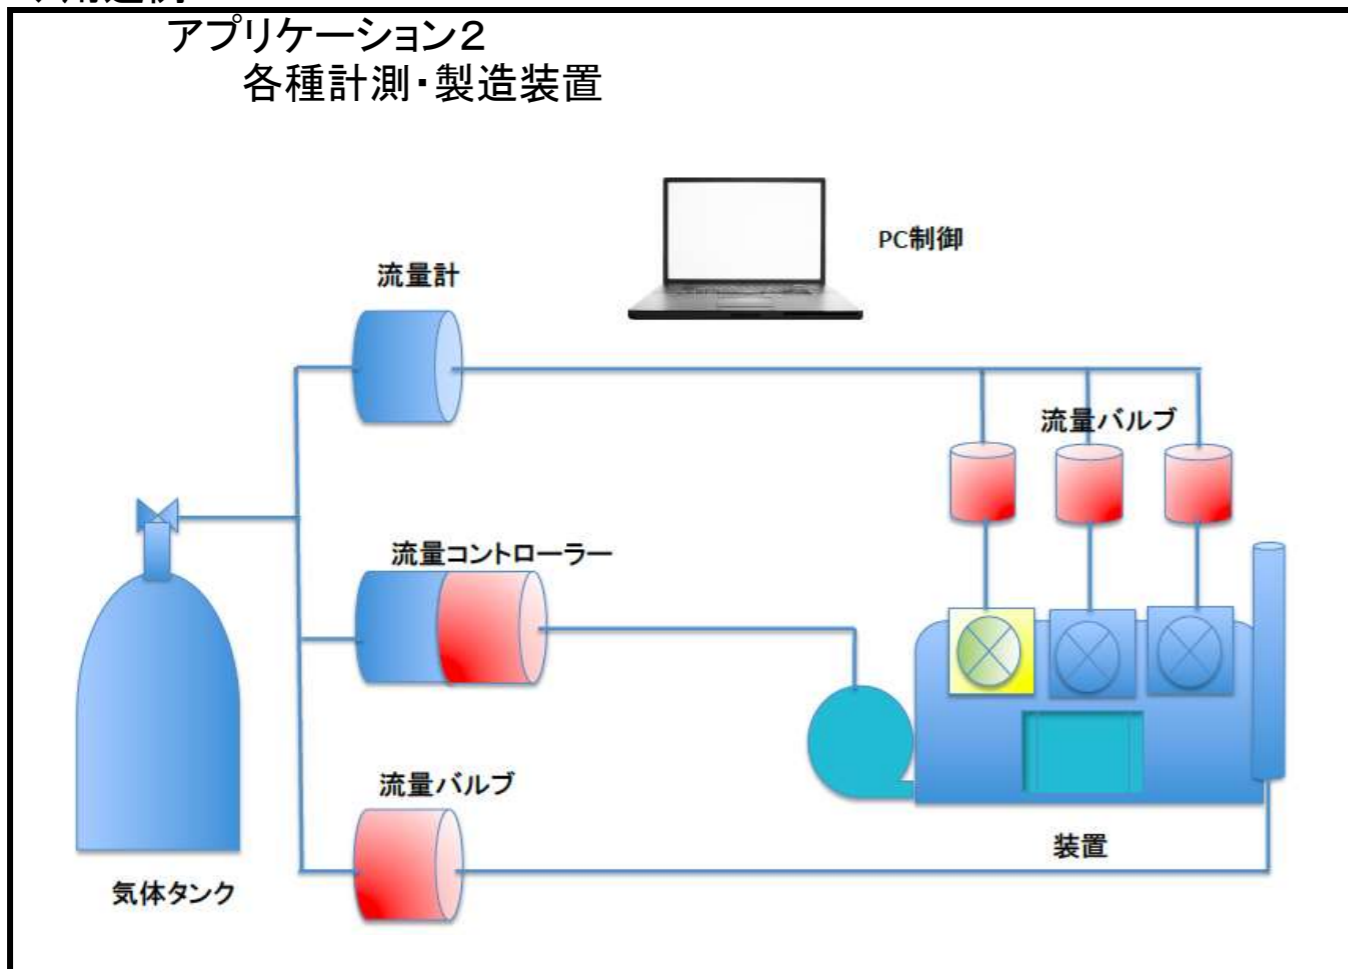 アプリケーション２
各種計測・製造装置
PC制御
流量計
流量バルブ
流量コントローラー
流量バルブ
装置
気体タンク